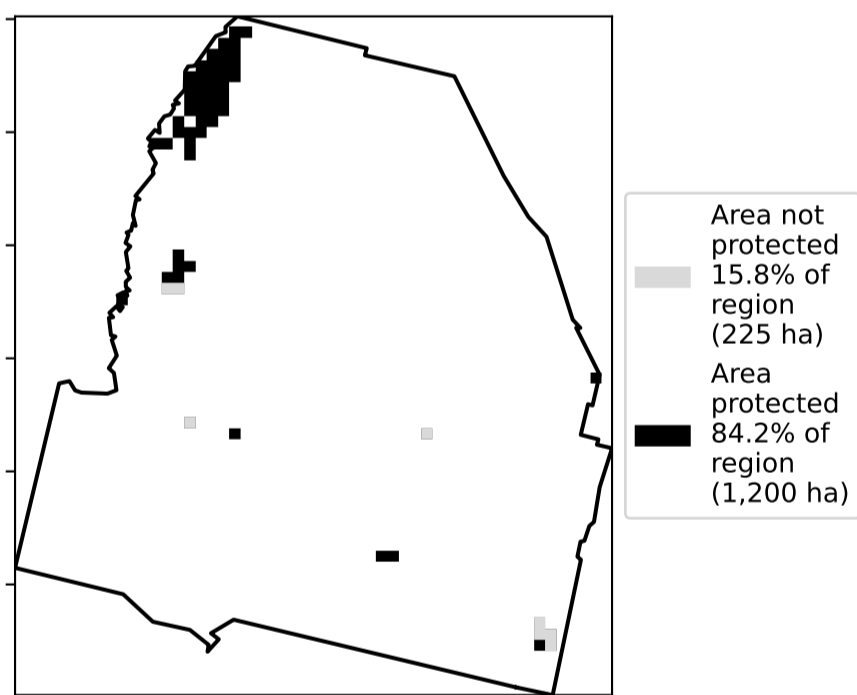 Area not
protected
15.8% of
region
(225 ha)
Area
protected
84.2% of
region
(1,200 ha)